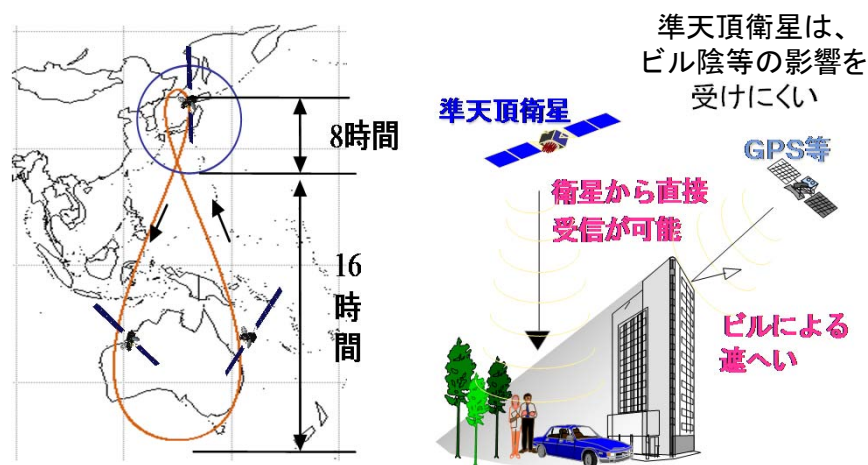 8時間
16
時
間
準天頂衛星は、
ビル陰等の影響を
受けにくい
準天頂衛星
GPS等
衛星から直接
受信が可能
ビルによる
遮へい